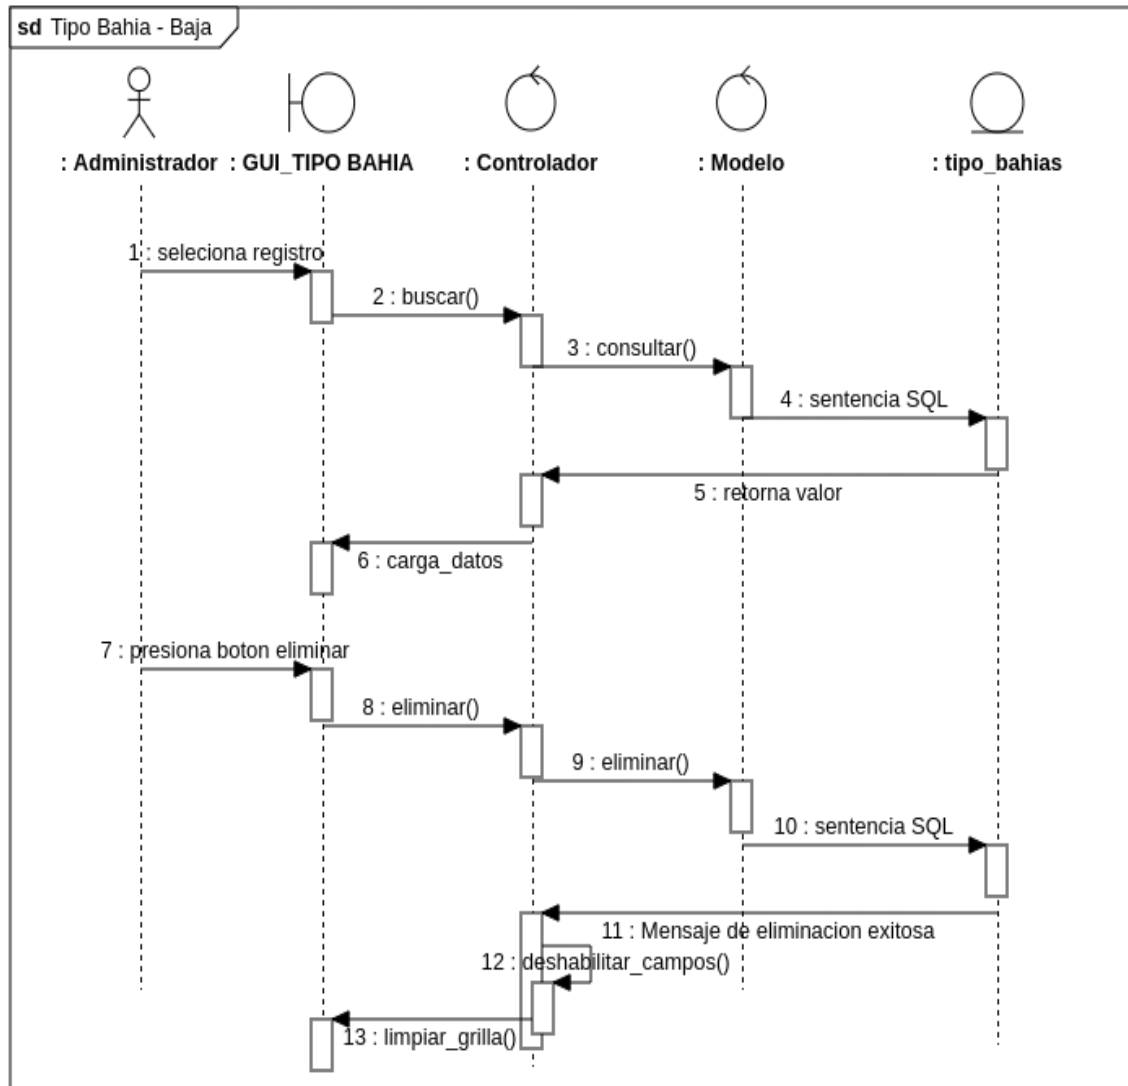 sd Tipo Bahia - Baja
: Administrador : GUI_TIPO BAHIA : Controlador : Modelo : tipo_bahias
1 : seleciona registro
2 : buscar()
3 : consultar()
4 : sentencia SQL
5 : retorna valor
6 : carga_datos
7 : presiona boton eliminar
8 : eliminar()
9 : eliminar()
10 : sentencia SQL
11 : Mensaje de eliminacion exitosa
12 : deshabilitar_campos()
13 : limpiar_grilla()